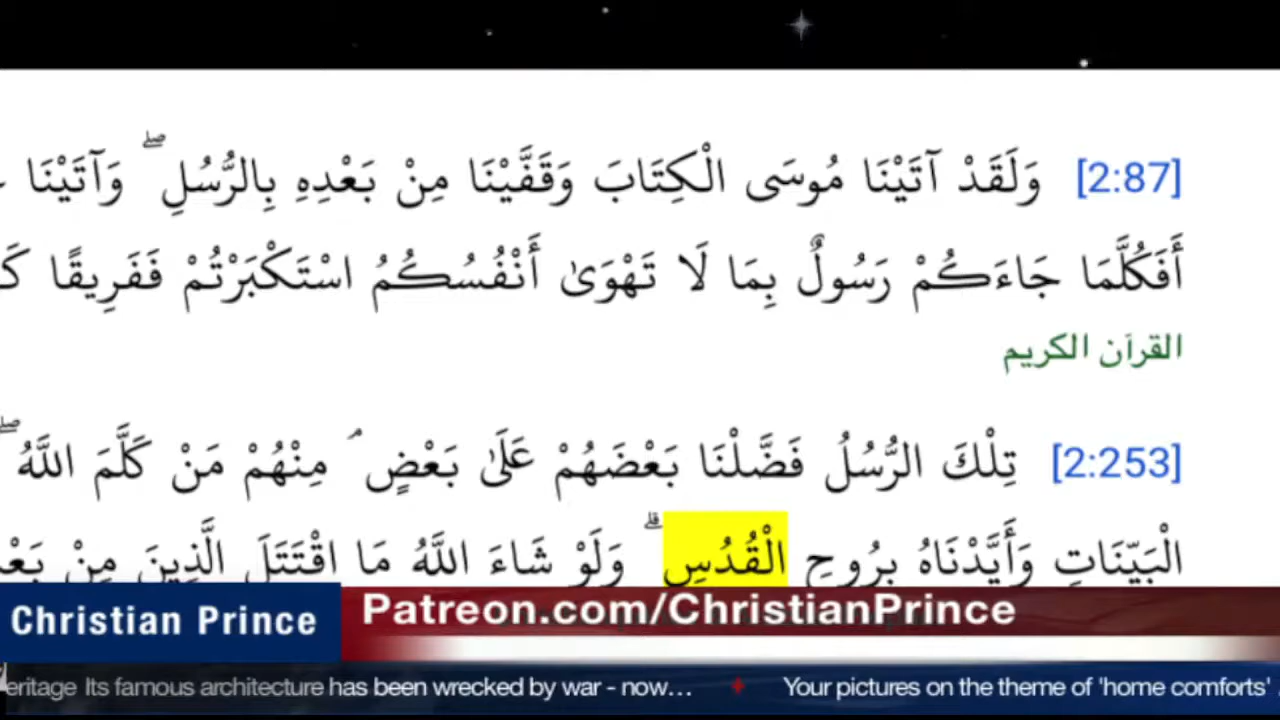 [2:87] وَلَقَدْ آتَيْنَا مُوسَى الْكِتَابَ وَقَفَّيْنَا مِنْ بَعْدِهِ بِالرُّسُلِ ۖ وَآتَيْنَا
أَفَكُلَّمَا جَاءَكُمْ رَسُولٌ بِمَا لَا تَهْوَىٰ أَنْفُسُكُمُ اسْتَكْبَرْتُمْ فَفَرِيقًا
القرآن الكريم
[2:253] تِلْكَ الرُّسُلُ فَضَّلْنَا بَعْضَهُمْ عَلَىٰ بَعْضٍ ۘ مِنْهُمْ مَنْ كَلَّمَ اللَّهُ ۖ
الْبَيِّنَاتِ وَأَيَّدْنَاهُ بِرُوحِ الْقُدُسِ ۗ وَلَوْ شَاءَ اللَّهُ مَا اقْتَتَلَ الَّذِينَ مِنْ
Christian Prince
Patreon.com/ChristianPrince
eritage Its famous architecture has been wrecked by war - now… Your pictures on the theme of 'home comforts'